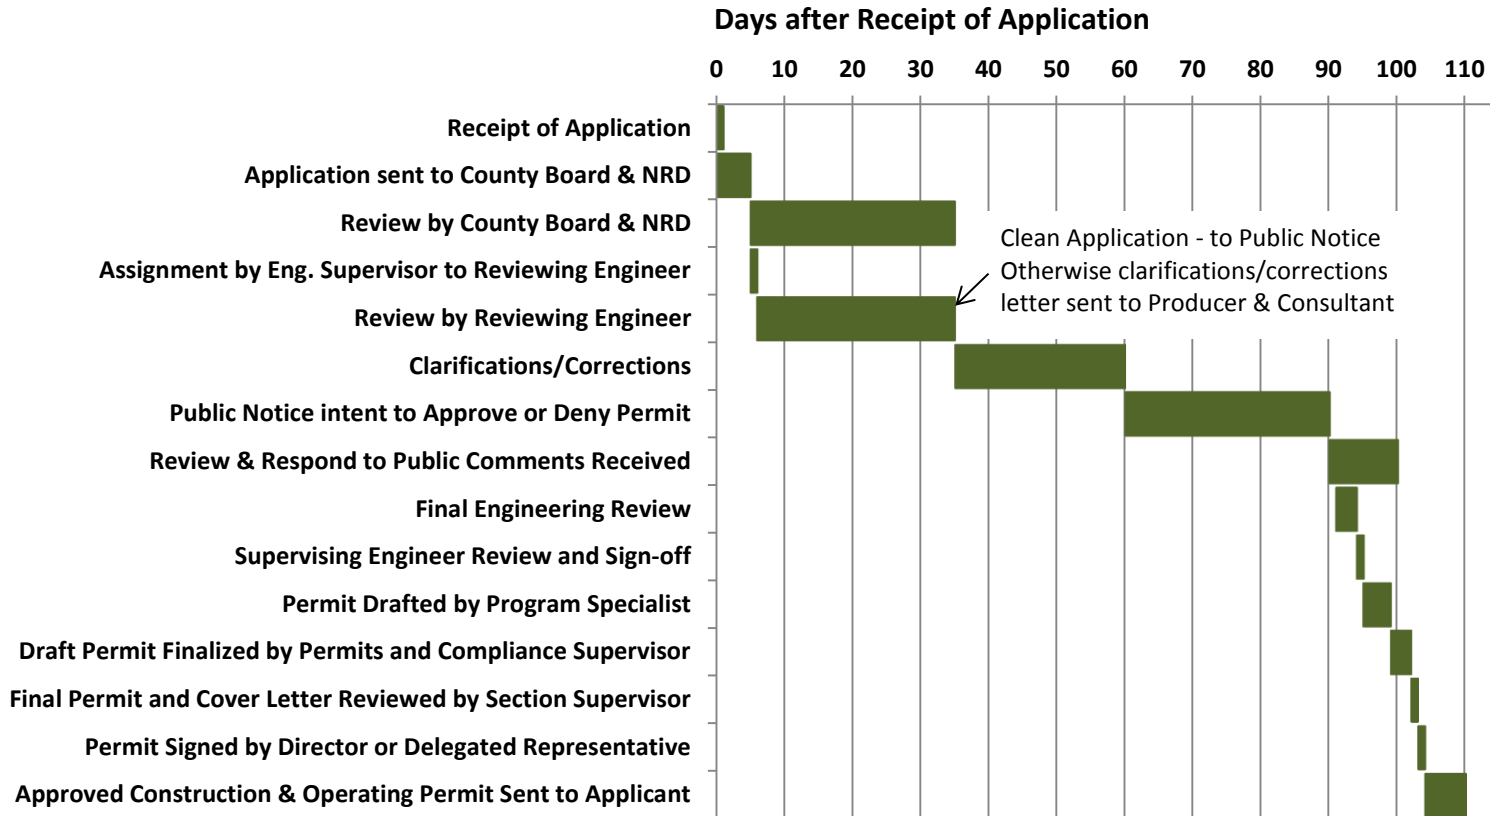 Days after Receipt of Application
0 10 20 30 40 50 60 70 80 90 100 110
Receipt of Application
Application sent to County Board & NRD
Review by County Board & NRD
Assignment by Eng. Supervisor to Reviewing Engineer
Review by Reviewing Engineer
Clean Application - to Public Notice
Otherwise clarifications/corrections
letter sent to Producer & Consultant
Clarifications/Corrections
Public Notice intent to Approve or Deny Permit
Review & Respond to Public Comments Received
Final Engineering Review
Supervising Engineer Review and Sign-off
Permit Drafted by Program Specialist
Draft Permit Finalized by Permits and Compliance Supervisor
Final Permit and Cover Letter Reviewed by Section Supervisor
Permit Signed by Director or Delegated Representative
Approved Construction & Operating Permit Sent to Applicant